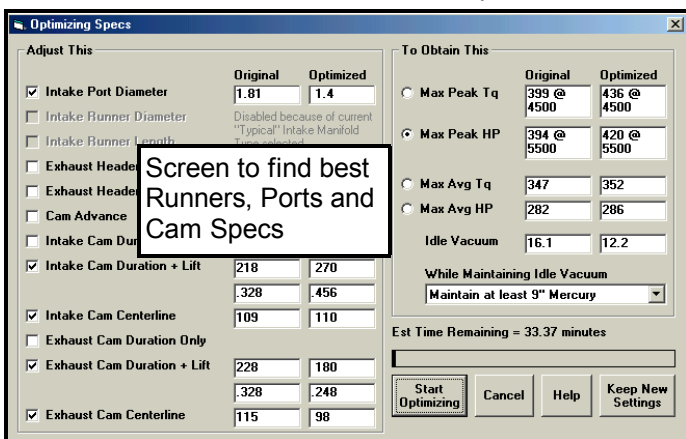 Optimizing Specs
Adjust This
Original Optimized
Intake Port Diameter 1.81 1.4
Intake Runner Diameter
Intake Runner Length
Disabled because of current
"Typical" Intake Manifold
Exhaust Header
Exhaust Header
Cam Advance
Intake Cam
Screen to find best
Runners, Ports and
Cam Specs
Intake Cam Duration + Lift 218 270
.328 .456
Intake Cam Centerline 109 110
Exhaust Cam Duration Only
Exhaust Cam Duration + Lift 228 180
.328 .248
Exhaust Cam Centerline 115 98
To Obtain This
Original Optimized
Max Peak Tq 399 @ 436 @
4500 4500
Max Peak HP 394 @ 420 @
5500 5500
Max Avg Tq 347 352
Max Avg HP 282 286
Idle Vacuum 16.1 12.2
While Maintaining Idle Vacuum
Maintain at least 9" Mercury
Est Time Remaining = 33.37 minutes
Start
Optimizing
Cancel
Help
Keep New
Settings